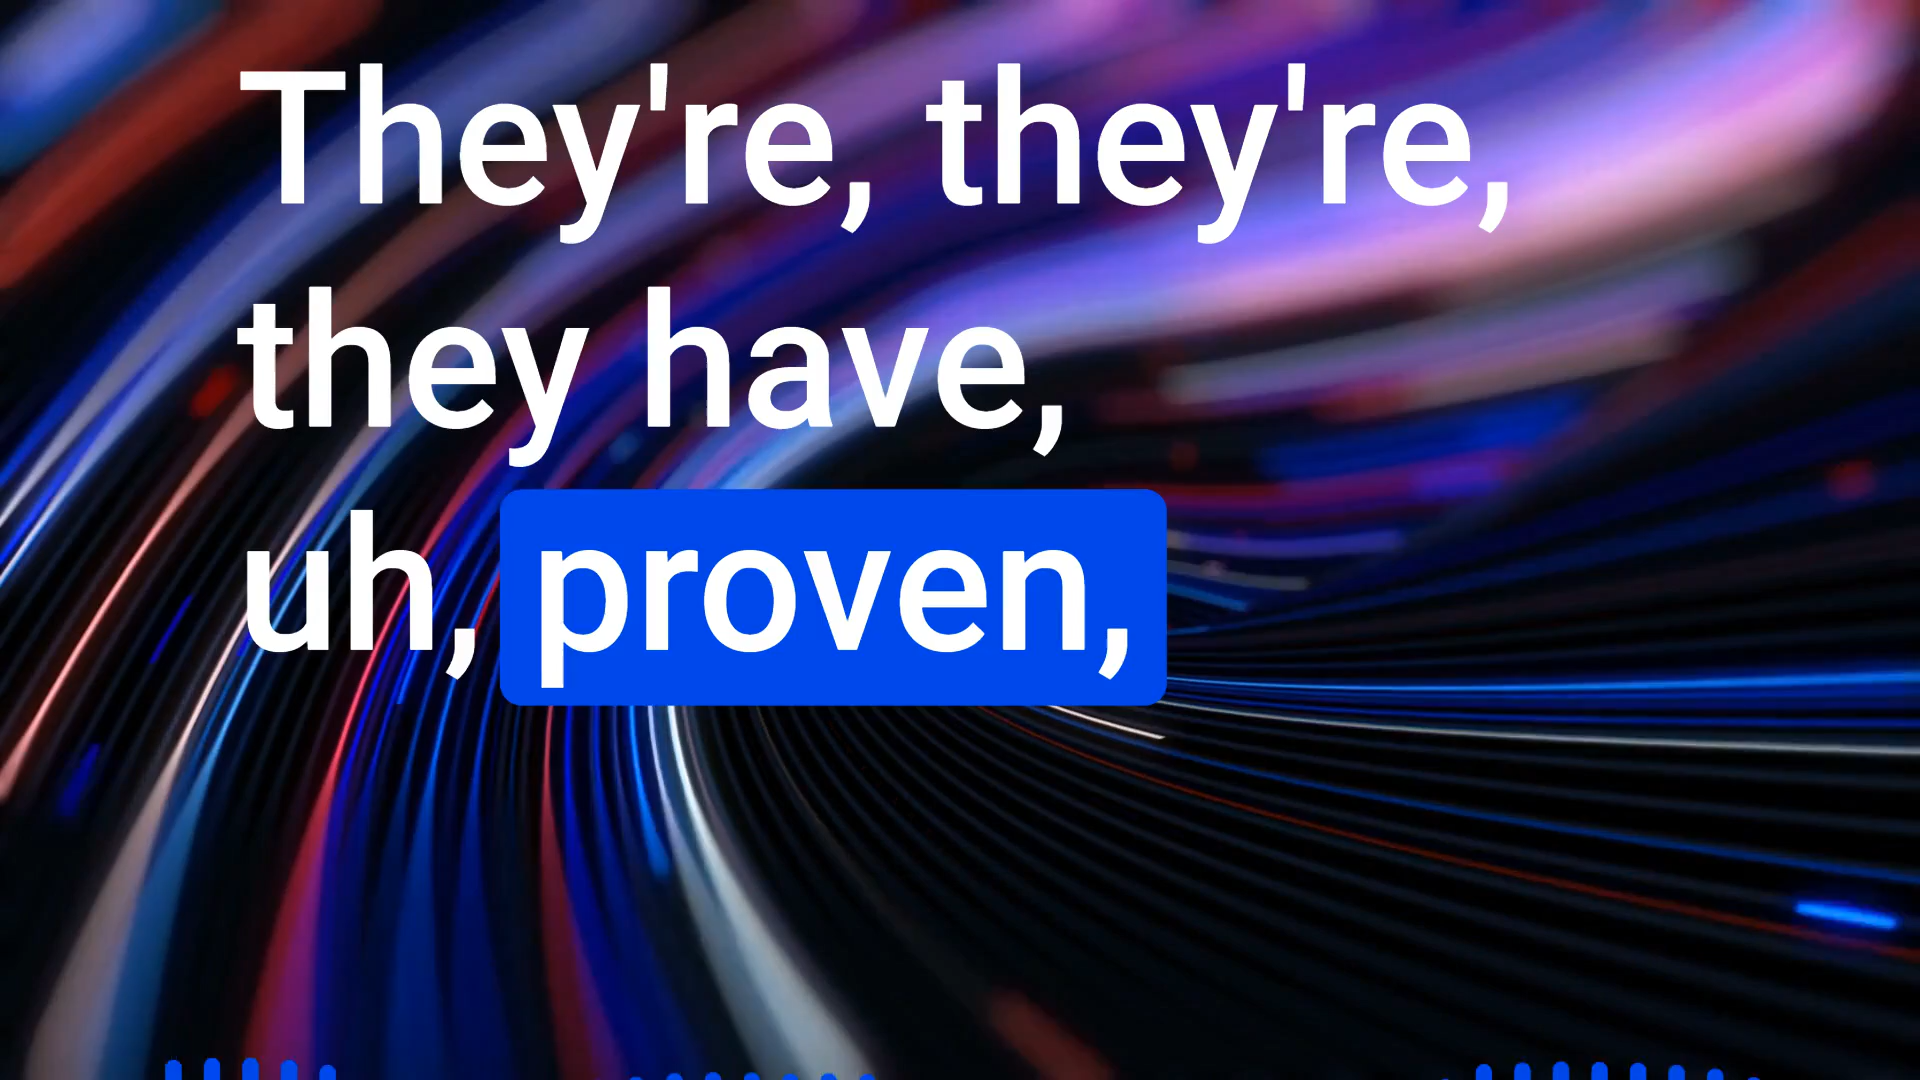 They're, they're,
they have,
uh, proven,